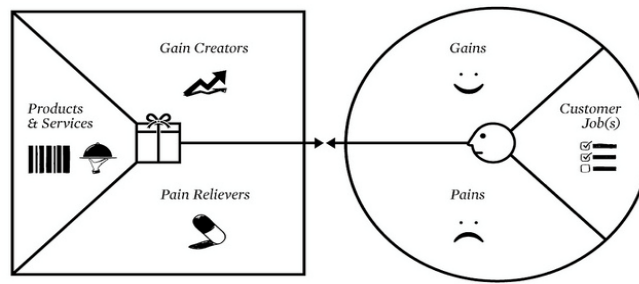 Gain Creators
Gains
Products
& Services
Customer
Job(s)
Pain Relievers
Pains